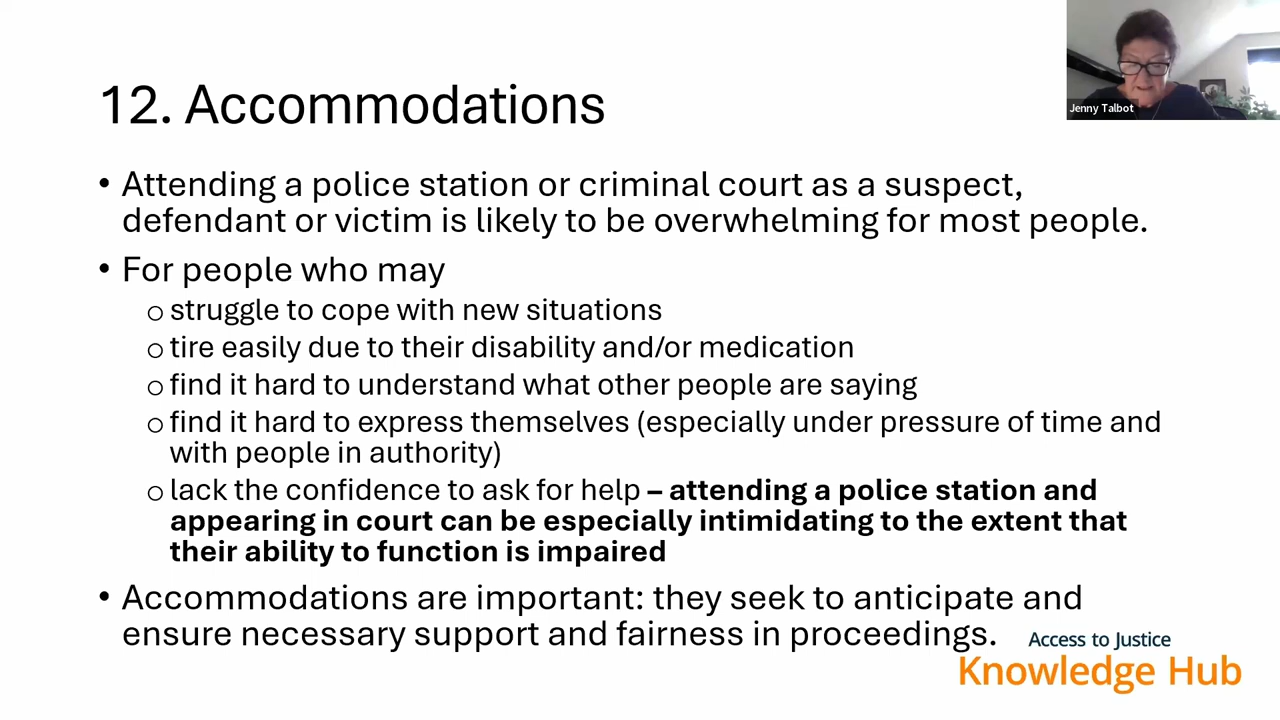 12. Accommodations
Jenny Talbot
• Attending a police station or criminal court as a suspect,
defendant or victim is likely to be overwhelming for most people.
• For people who may
o struggle to cope with new situations
o tire easily due to their disability and/or medication
o find it hard to understand what other people are saying
o find it hard to express themselves (especially under pressure of time and
with people in authority)
o lack the confidence to ask for help – attending a police station and
appearing in court can be especially intimidating to the extent that
their ability to function is impaired
• Accommodations are important: they seek to anticipate and
ensure necessary support and fairness in proceedings.
Access to Justice
Knowledge Hub